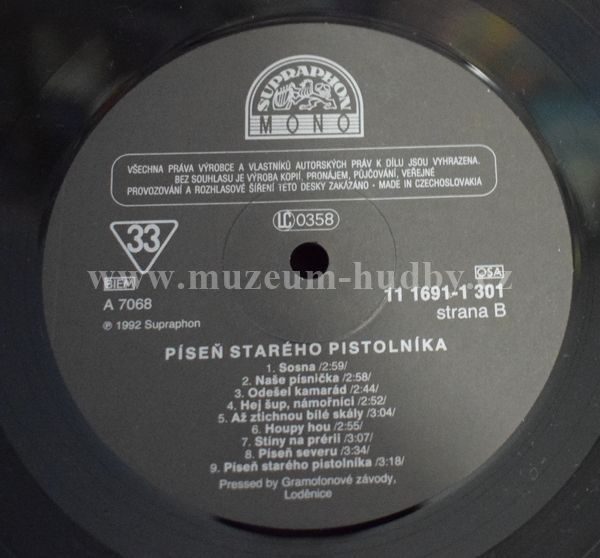 SUPRAPHON
MONO
VŠECHNA PRÁVA VÝROBCE A VLASTNÍKŮ AUTORSKÝCH PRÁV K DÍLU JSOU VYHRAZENA.
BEZ SOUHLASU JE VÝROBA KOPIÍ, PRONÁJEM, PŮJČOVÁNÍ, VEŘEJNÉ
PROVOZOVÁNÍ A ROZHLASOVÉ ŠÍŘENÍ TÉTO DESKY ZAKÁZÁNO • MADE IN CZECHOSLOVAKIA
33
LC 0358
www.muzeum-hudby.cz
BIEM
OSA
A 7068
11 1691-1 301
strana B
℗ 1992 Supraphon
PÍSEŇ STARÉHO PISTOLNÍKA
1. Sosna /2:59/
2. Naše písnička /2:58/
3. Odešel kamarád /2:44/
4. Hej šup, námořníci /2:52/
5. Až ztichnou bílé skály /3:04/
6. Houpy hou /2:55/
7. Stíny na prérii /3:07/
8. Píseň severu /3:34/
9. Píseň starého pistolníka /3:18/
Pressed by Gramofonové závody,
Loděnice